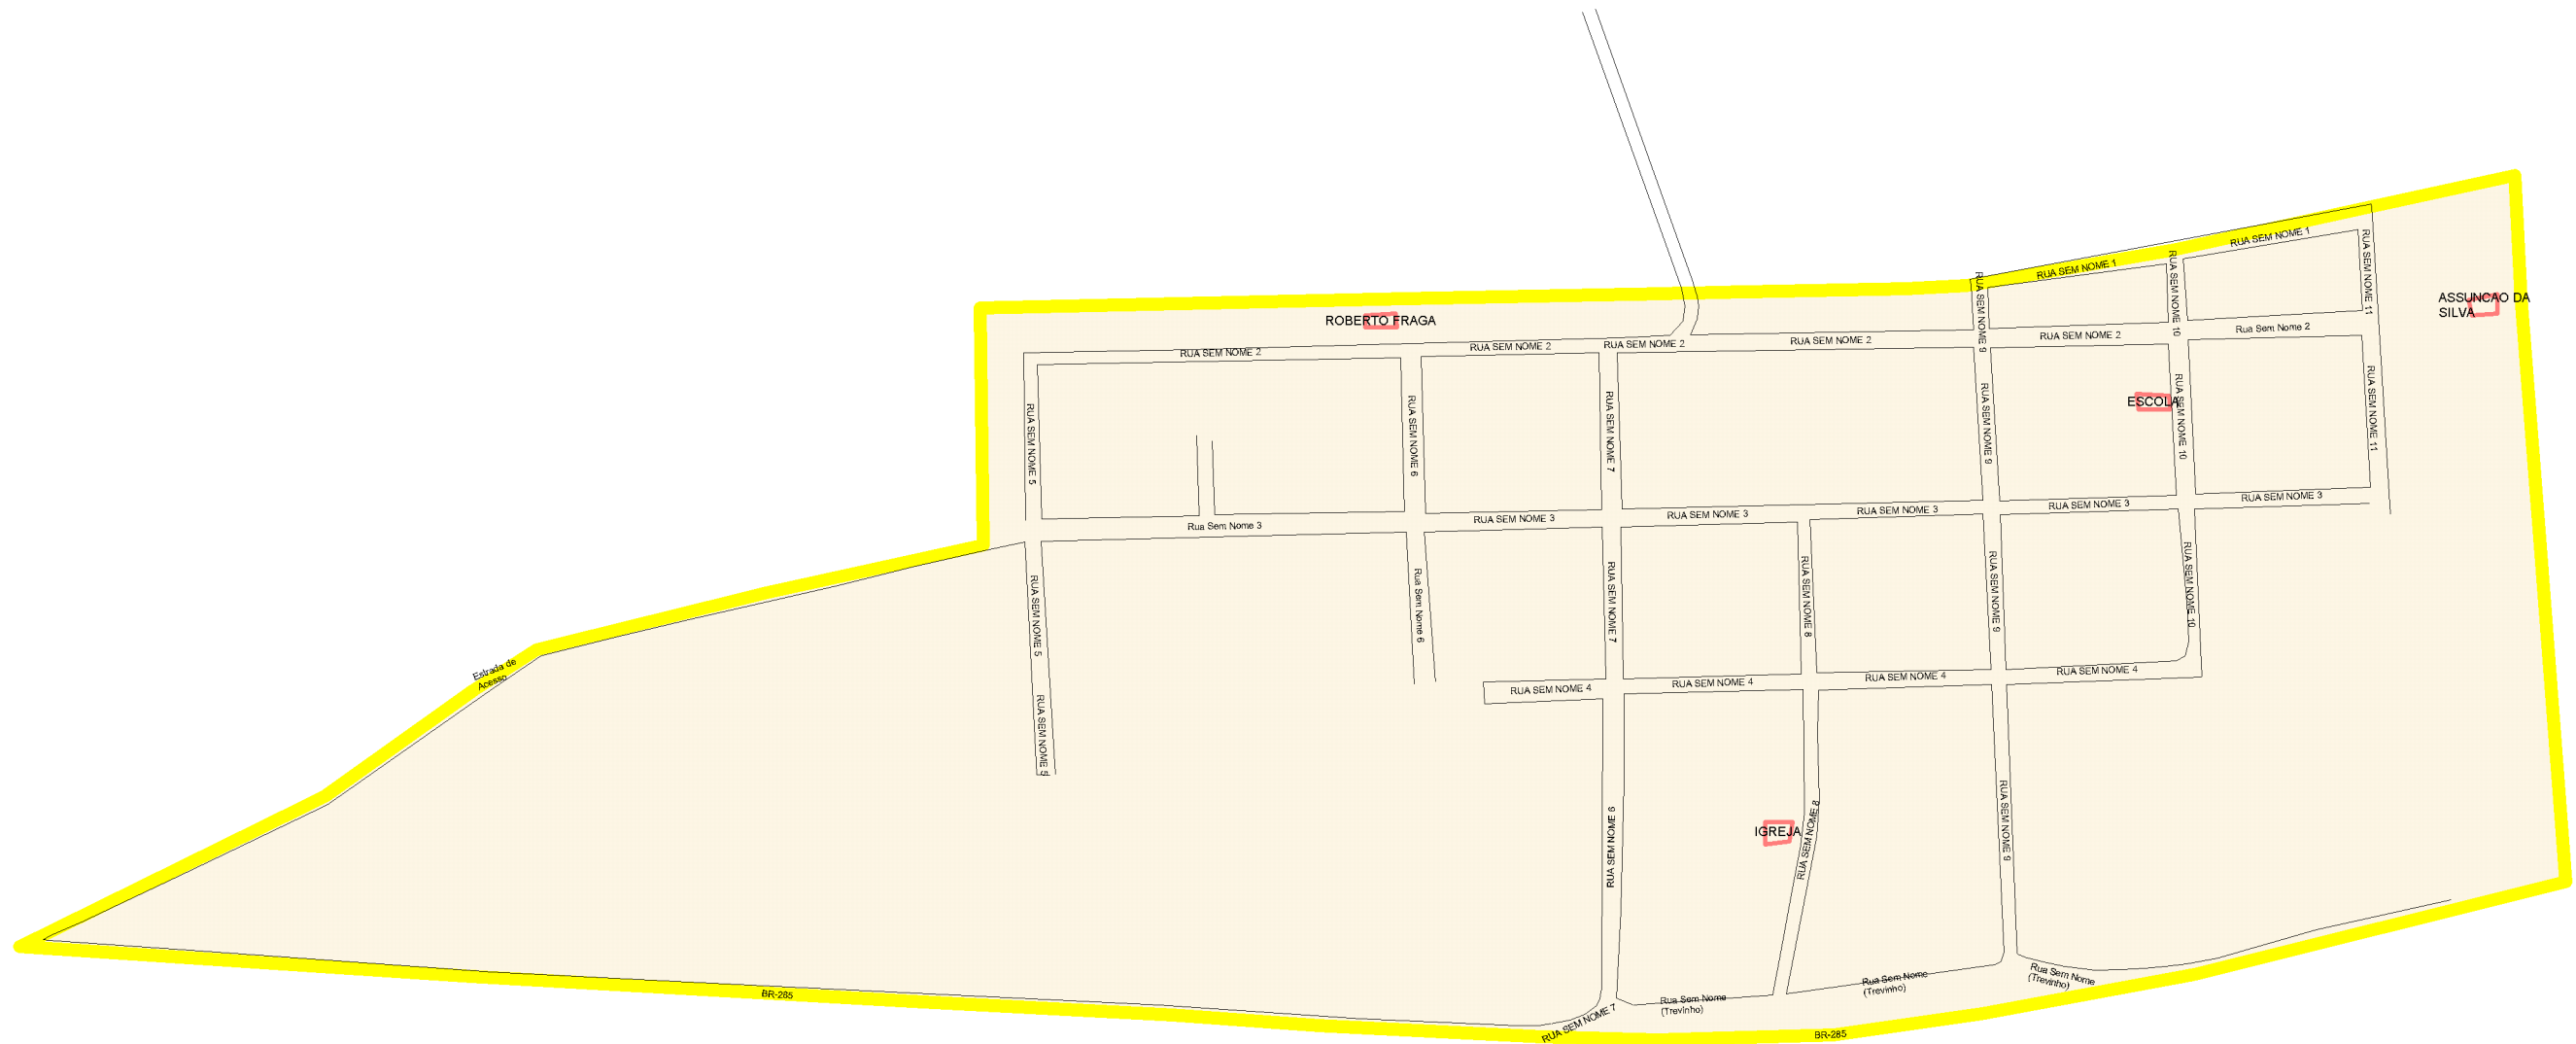 RUA SEM NOME 1
RUA SEM NOME 1
RUA SEM NOME 11
RUA SEM NOME 10
RUA SEM NOME 9
ASSUNCAO DA
SILVA
ROBERTO FRAGA
RUA SEM NOME 2
RUA SEM NOME 2
RUA SEM NOME 2
RUA SEM NOME 2
RUA SEM NOME 2
Rua Sem Nome 2
RUA SEM NOME 5
RUA SEM NOME 6
RUA SEM NOME 7
RUA SEM NOME 9
ESCOLA
RUA SEM NOME 10
RUA SEM NOME 11
Rua Sem Nome 3
RUA SEM NOME 3
RUA SEM NOME 3
RUA SEM NOME 3
RUA SEM NOME 3
RUA SEM NOME 3
RUA SEM NOME 5
Rua Sem Nome 6
RUA SEM NOME 7
RUA SEM NOME 8
RUA SEM NOME 9
RUA SEM NOME 10
Estrada de
Acesso
RUA SEM NOME 4
RUA SEM NOME 4
RUA SEM NOME 4
RUA SEM NOME 4
RUA SEM NOME 5
RUA SEM NOME 6
IGREJA
RUA SEM NOME 8
RUA SEM NOME 9
BR-285
RUA SEM NOME 7
Rua Sem Nome
(Trevinho)
Rua Sem Nome
(Trevinho)
Rua Sem Nome
(Trevinho)
BR-285